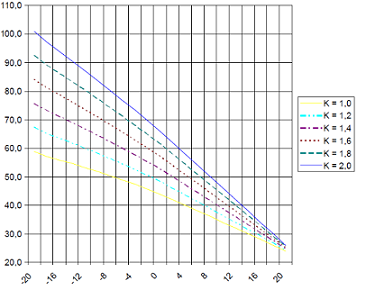 110,0
100,0
90,0
80,0
70,0
60,0
50,0
40,0
30,0
20,0
-20 -16 -12 -8 -4 0 4 8 12 16 20
K = 1,0
K = 1,2
K = 1,4
K = 1,6
K = 1,8
K = 2,0